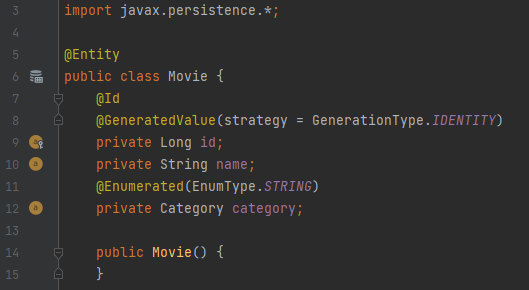 3 import javax.persistence.*;
4
5 @Entity
6 public class Movie {
7 @Id
8 @GeneratedValue(strategy = GenerationType.IDENTITY)
9 private Long id;
10 private String name;
11 @Enumerated(EnumType.STRING)
12 private Category category;
13
14 public Movie() {
15 }